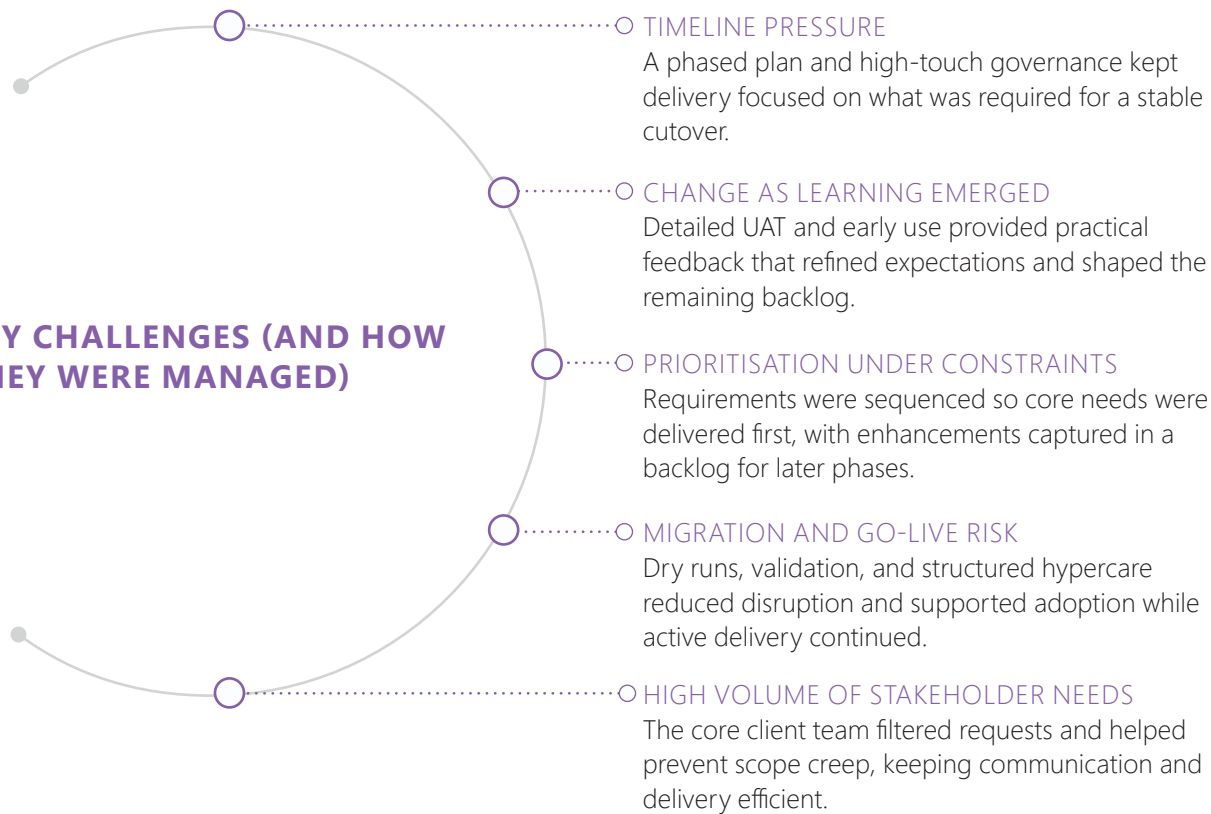 TIMELINE PRESSURE
A phased plan and high-touch governance kept
delivery focused on what was required for a stable
cutover.
CHANGE AS LEARNING EMERGED
Detailed UAT and early use provided practical
feedback that refined expectations and shaped the
remaining backlog.
Y CHALLENGES (AND HOW
HEY WERE MANAGED)
PRIORITISATION UNDER CONSTRAINTS
Requirements were sequenced so core needs were
delivered first, with enhancements captured in a
backlog for later phases.
MIGRATION AND GO-LIVE RISK
Dry runs, validation, and structured hypercare
reduced disruption and supported adoption while
active delivery continued.
HIGH VOLUME OF STAKEHOLDER NEEDS
The core client team filtered requests and helped
prevent scope creep, keeping communication and
delivery efficient.